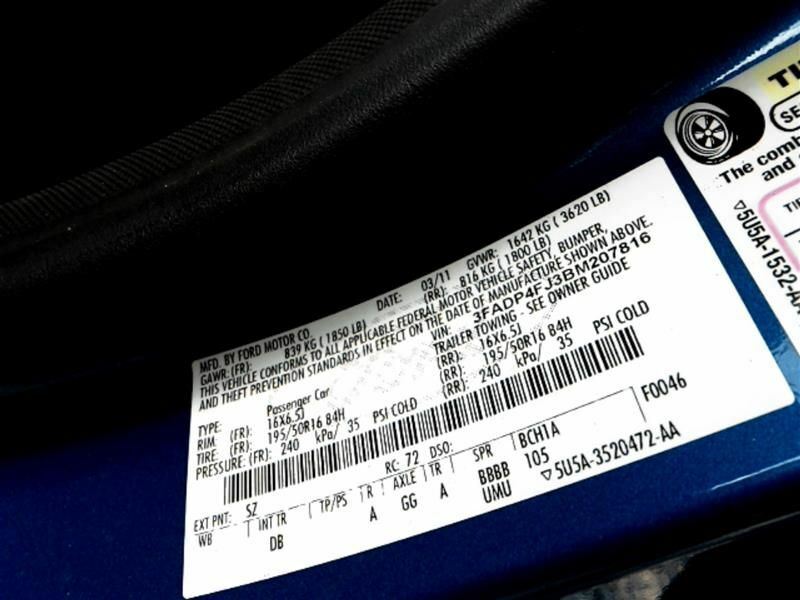 MFD. BY FORD MOTOR CO. DATE: 03/11 GVWR: 1642 KG ( 3620 LB)
GAWR: (FR): 839 KG ( 1850 LB) (RR): 816 KG ( 1800 LB)
THIS VEHICLE CONFORMS TO ALL APPLICABLE FEDERAL MOTOR VEHICLE SAFETY, BUMPER,
AND THEFT PREVENTION STANDARDS IN EFFECT ON THE DATE OF MANUFACTURE SHOWN ABOVE.
VIN: 3FADP4FJ3BM207816
TYPE: Passenger Car TRAILER TOWING - SEE OWNER GUIDE
RIM: (FR): 16X6.5J (RR): 16X6.5J
TIRE: (FR): 195/50R16 84H (RR): 195/50R16 84H
PRESSURE: (FR): 240 kPa/ 35 PSI COLD (RR): 240 kPa/ 35 PSI COLD
F0046
EXT PNT: SZ RC: 72 DSO:
WB INT TR TP/PS R AXLE TR SPR BCH1A
DB A GG A BBBB 105
UMU ▽5U5A-3520472-AA
The comb
and
▽5U5A-1532-A